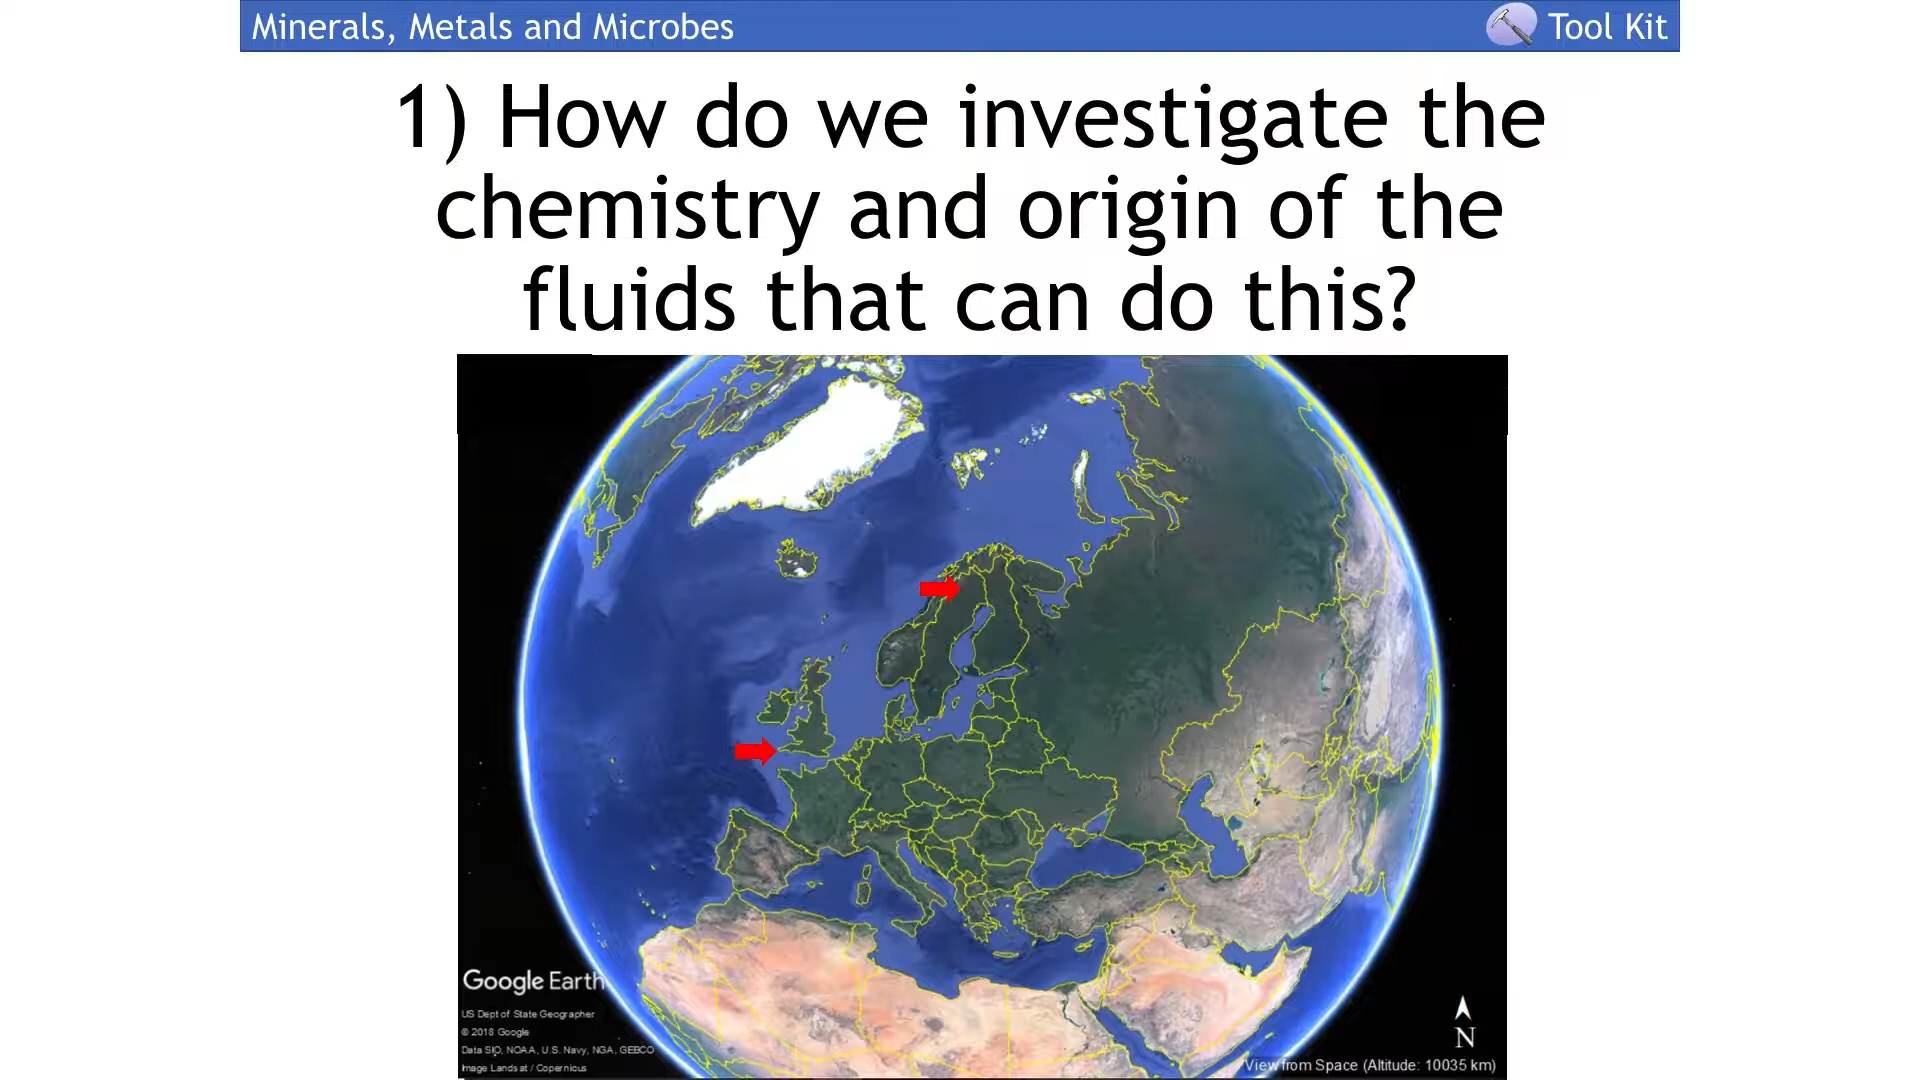 Minerals, Metals and Microbes
Tool Kit
1) How do we investigate the
chemistry and origin of the
fluids that can do this?
Google Earth
US Dept of State Geographer
© 2018 Google
Data SIO, NOAA, U.S. Navy, NGA, GEBCO
Image Landsat / Copernicus
N
View from Space (Altitude: 10035 km)